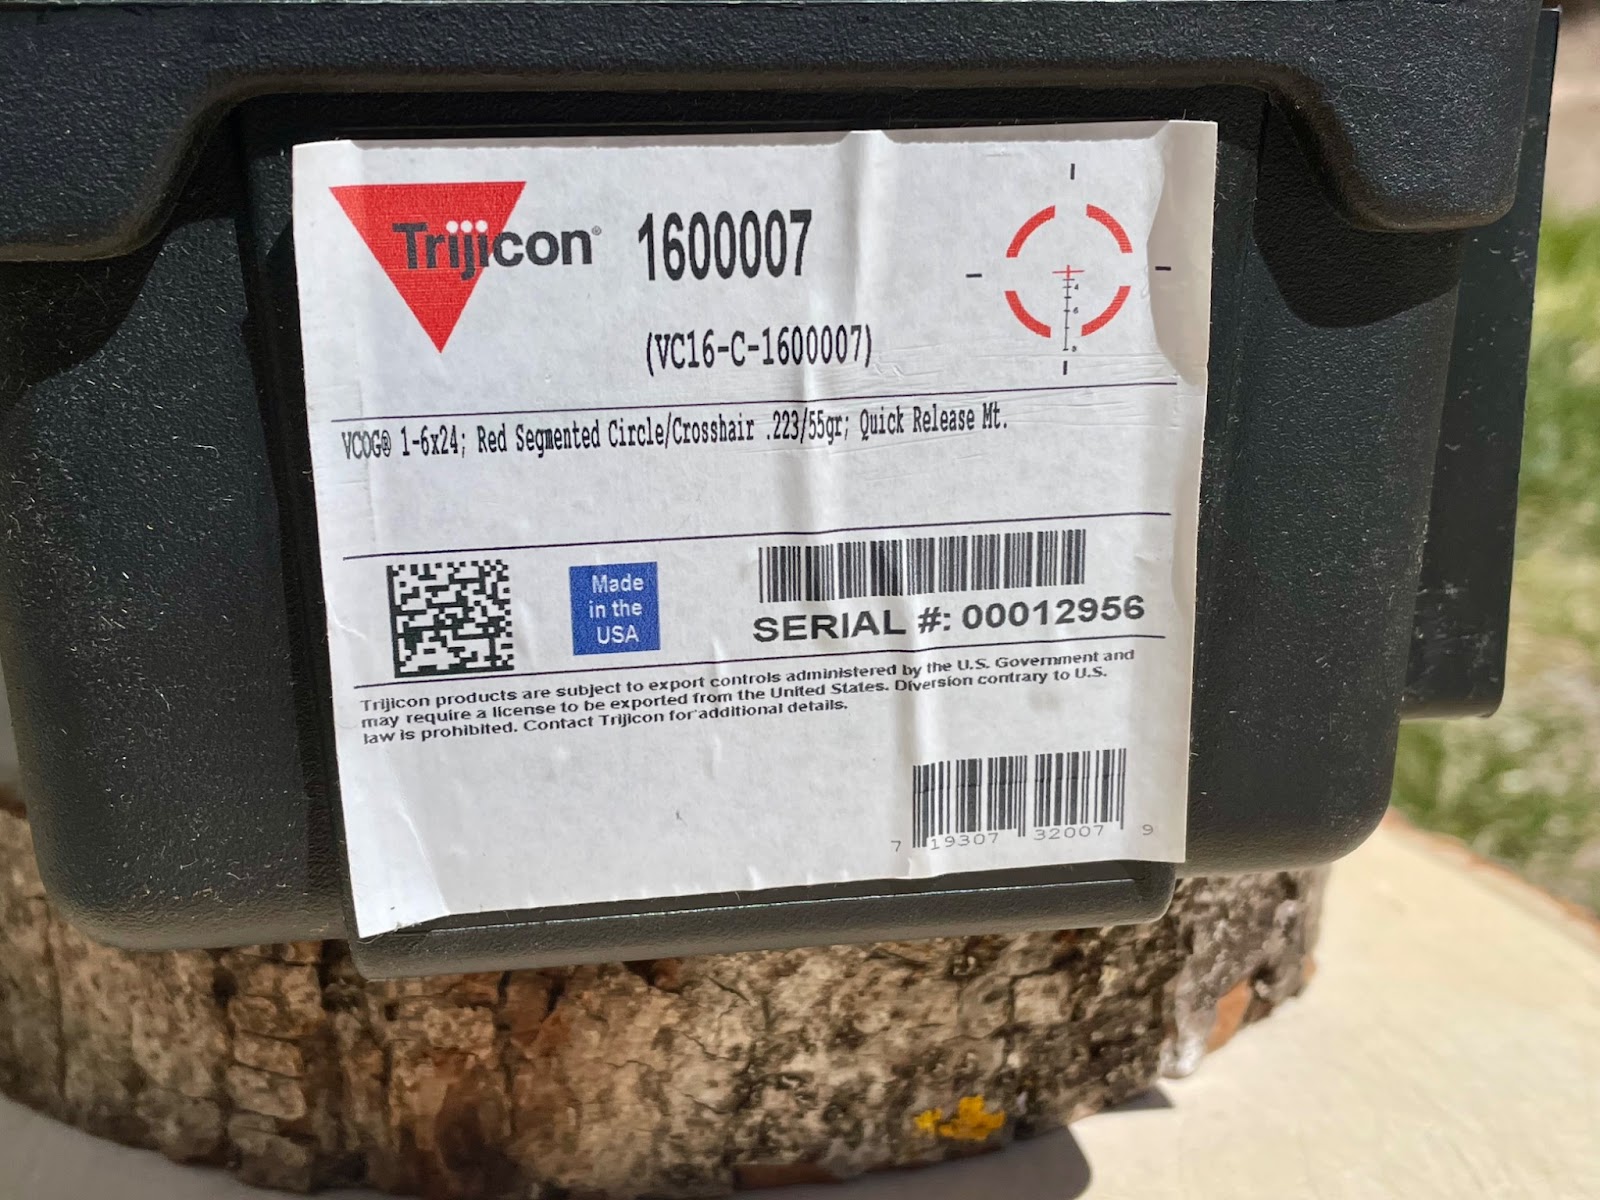 Trijicon® 1600007
(VC16-C-1600007)
VCOG® 1-6x24; Red Segmented Circle/Crosshair .223/55gr; Quick Release Mt.
Made
in the
USA
SERIAL #: 00012956
Trijicon products are subject to export controls administered by the U.S. Government and
may require a license to be exported from the United States. Diversion contrary to U.S.
law is prohibited. Contact Trijicon for additional details.
7 19307 32007 9